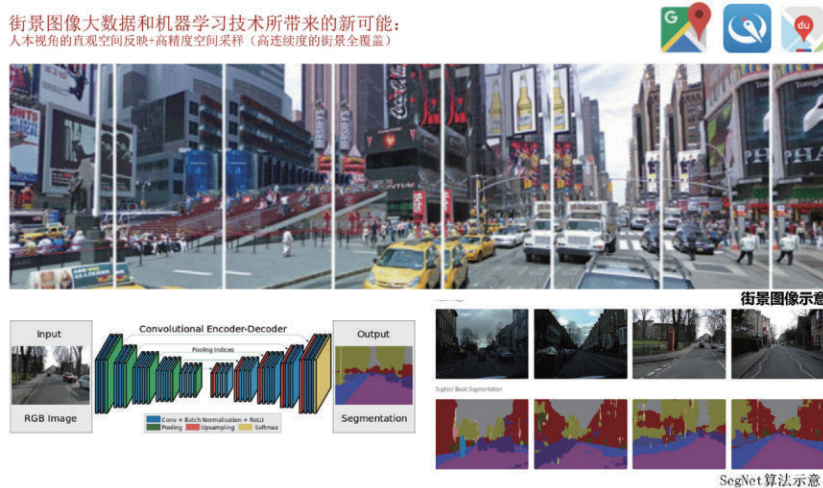 街景图像大数据和机器学习技术所带来的新可能：
人本视角的直观空间反映+高精度空间采样（高连续度的街景全覆盖）
G
du
Coca-Cola
街景图像示意
Input
Convolutional Encoder-Decoder
Output
Pooling Indices
RGB Image
Conv + Batch Normalisation + ReLU
Pooling
Upsampling
Softmax
Segmentation
SegNet Basic Segmentation
SegNet算法示意